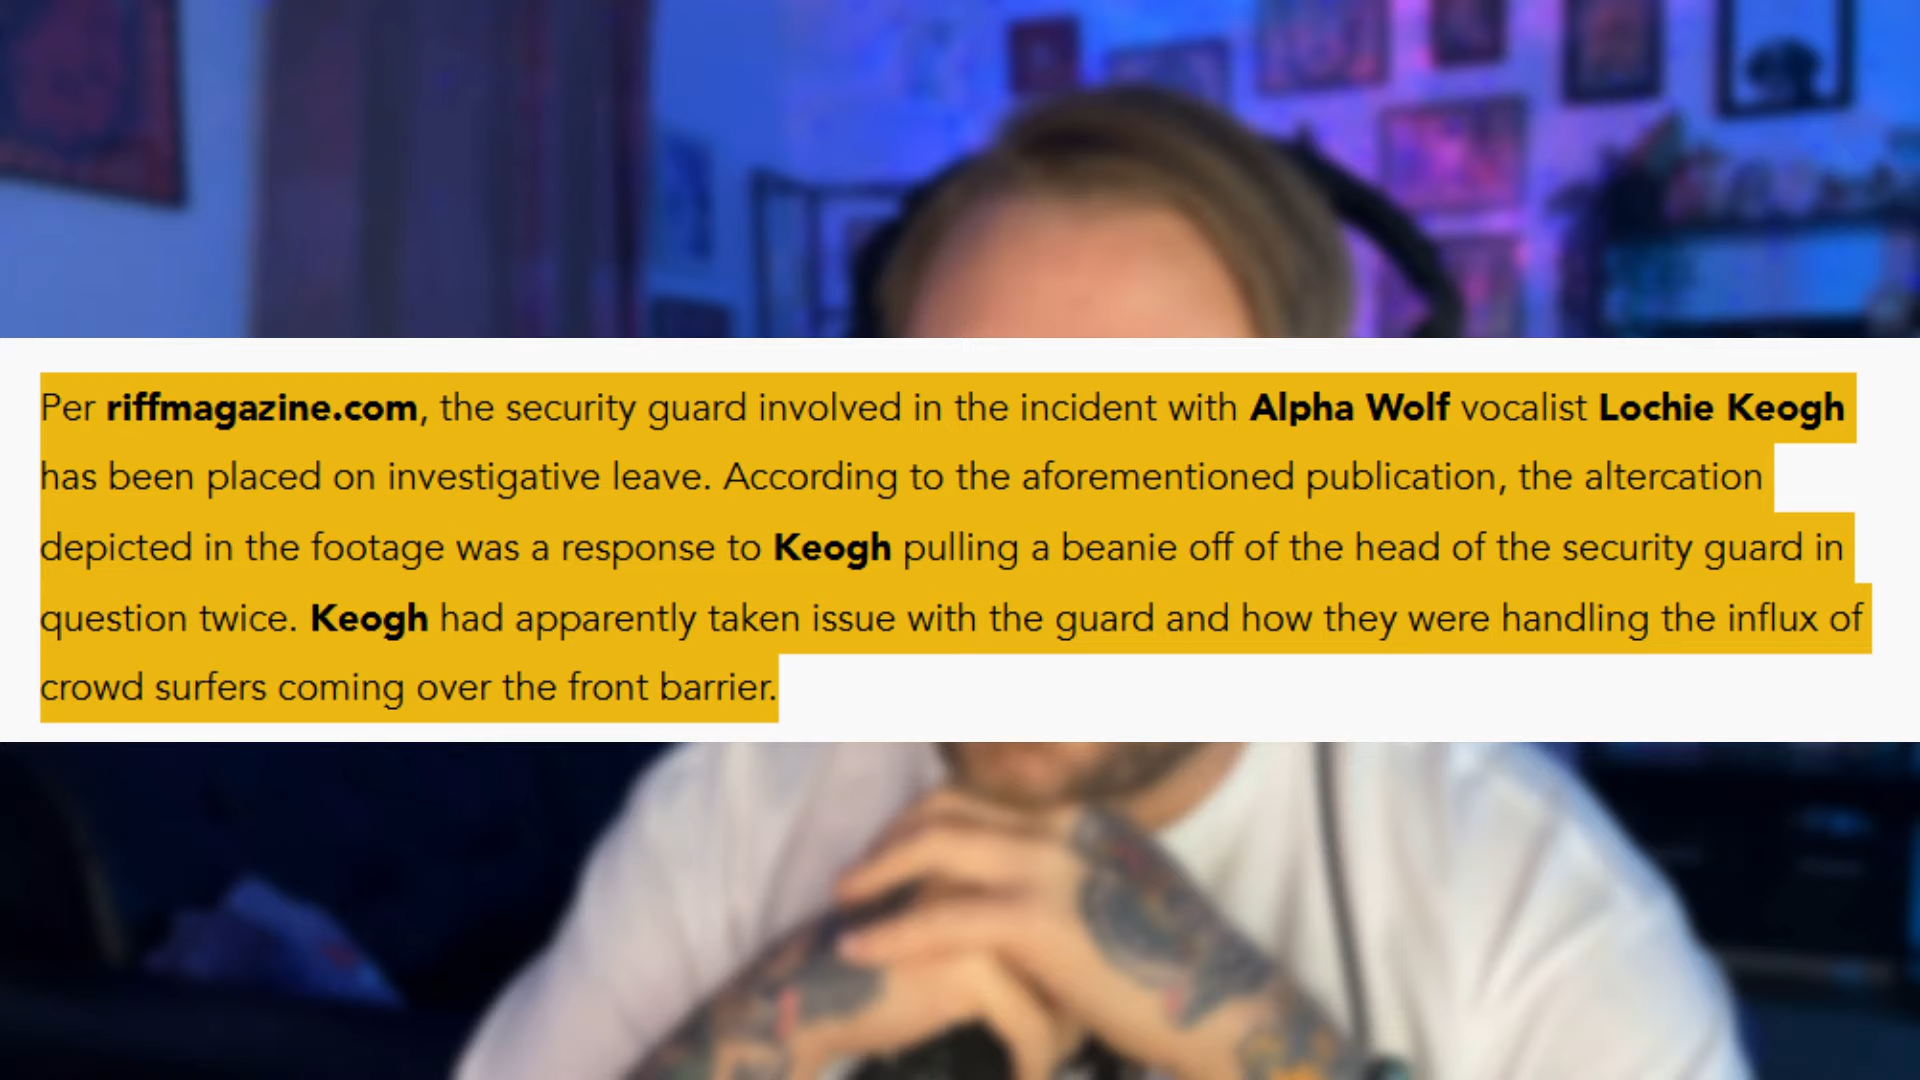 Per riffmagazine.com, the security guard involved in the incident with Alpha Wolf vocalist Lochie Keogh
has been placed on investigative leave. According to the aforementioned publication, the altercation
depicted in the footage was a response to Keogh pulling a beanie off of the head of the security guard in
question twice. Keogh had apparently taken issue with the guard and how they were handling the influx of
crowd surfers coming over the front barrier.